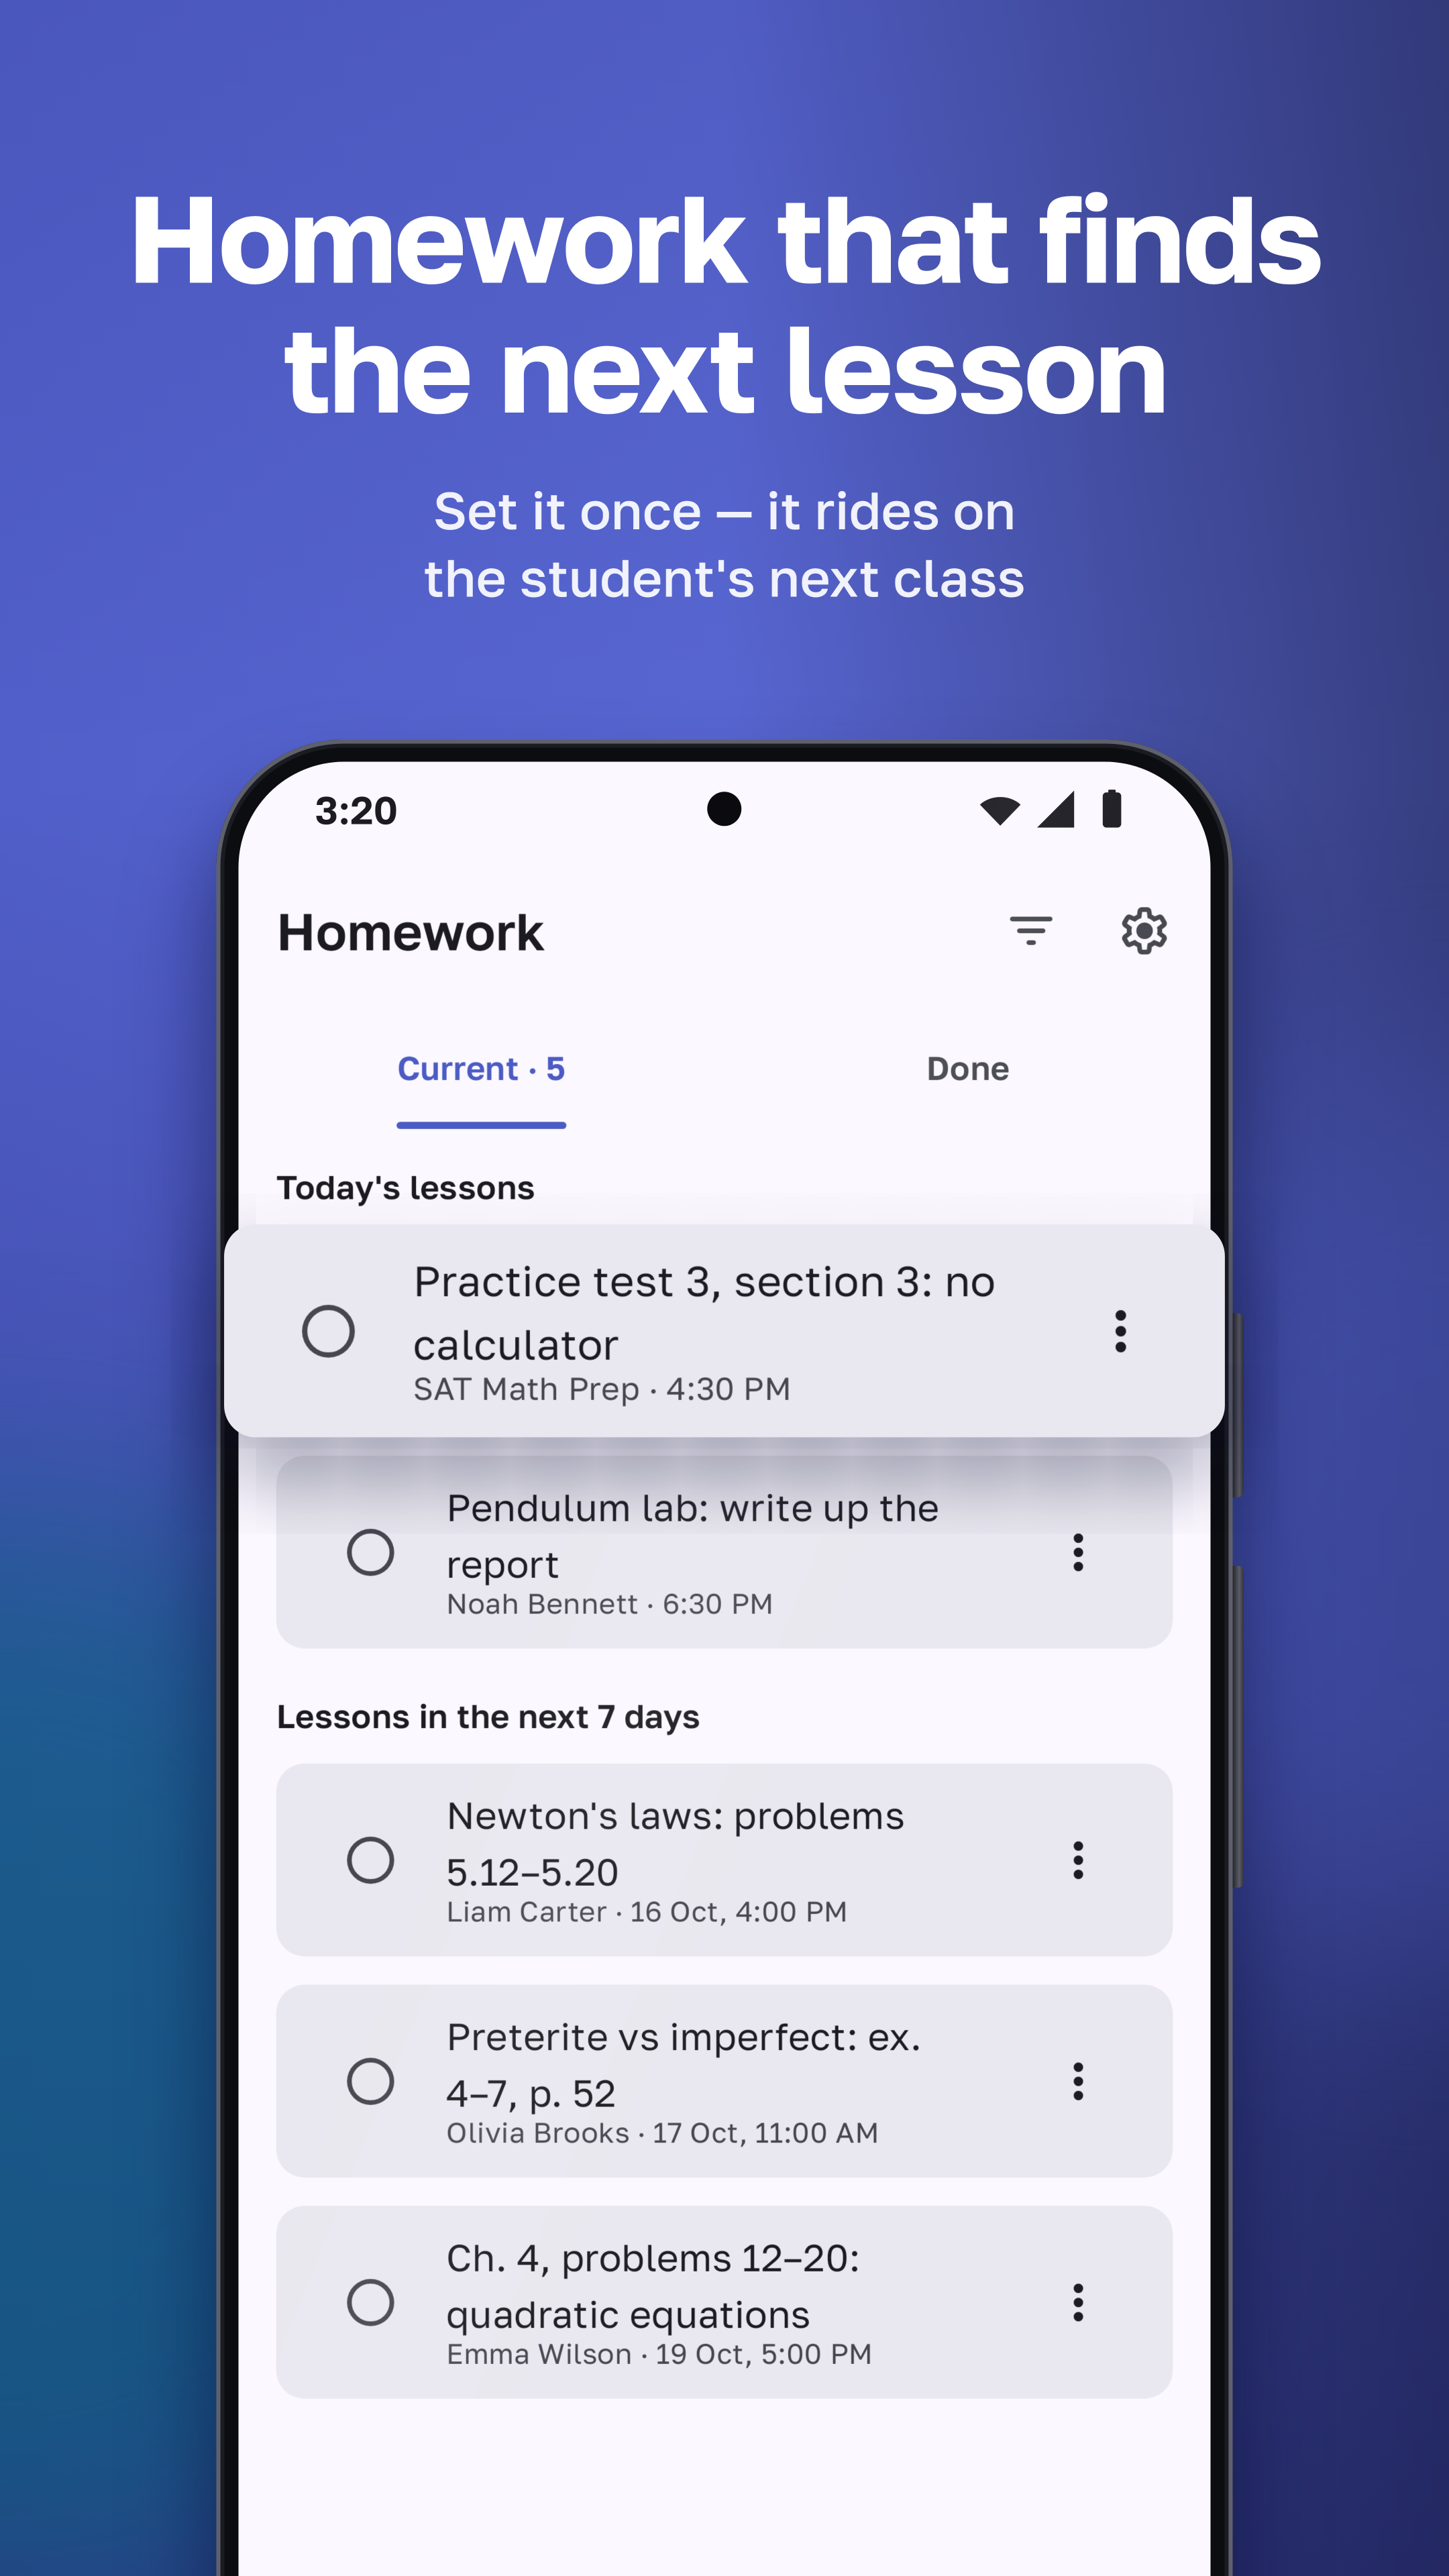 Homework that finds
the next lesson
Set it once — it rides on
the student's next class
3:20
Homework
Current · 5
Done
Today's lessons
Practice test 3, section 3: no
calculator
SAT Math Prep · 4:30 PM
Pendulum lab: write up the
report
Noah Bennett · 6:30 PM
Lessons in the next 7 days
Newton's laws: problems
5.12–5.20
Liam Carter · 16 Oct, 4:00 PM
Preterite vs imperfect: ex.
4–7, p. 52
Olivia Brooks · 17 Oct, 11:00 AM
Ch. 4, problems 12–20:
quadratic equations
Emma Wilson · 19 Oct, 5:00 PM